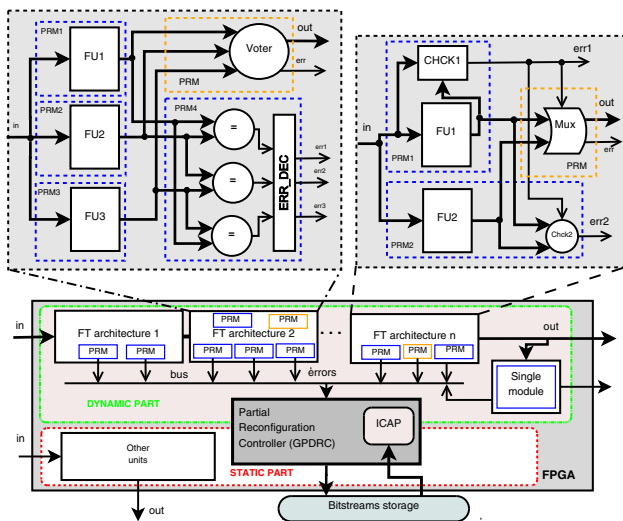 PRM1
FU1
Voter
out
err
PRM
PRM2
FU2
PRM4
=
=
=
ERR_DEC
err1
err2
err3
in
PRM3
FU3
CHCK1
err1
in
FU1
PRM1
Mux
out
err
PRM
FU2
PRM2
Chck2
err2
in
FT architecture 1
PRM
PRM
PRM
PRM
FT architecture 2
PRM
PRM
PRM
. . .
FT architecture n
PRM
PRM
PRM
out
bus
errors
Single
module
DYNAMIC PART
Partial
Reconfiguration
Controller (GPDRC)
ICAP
in
Other
units
STATIC PART
FPGA
out
Bitstreams storage